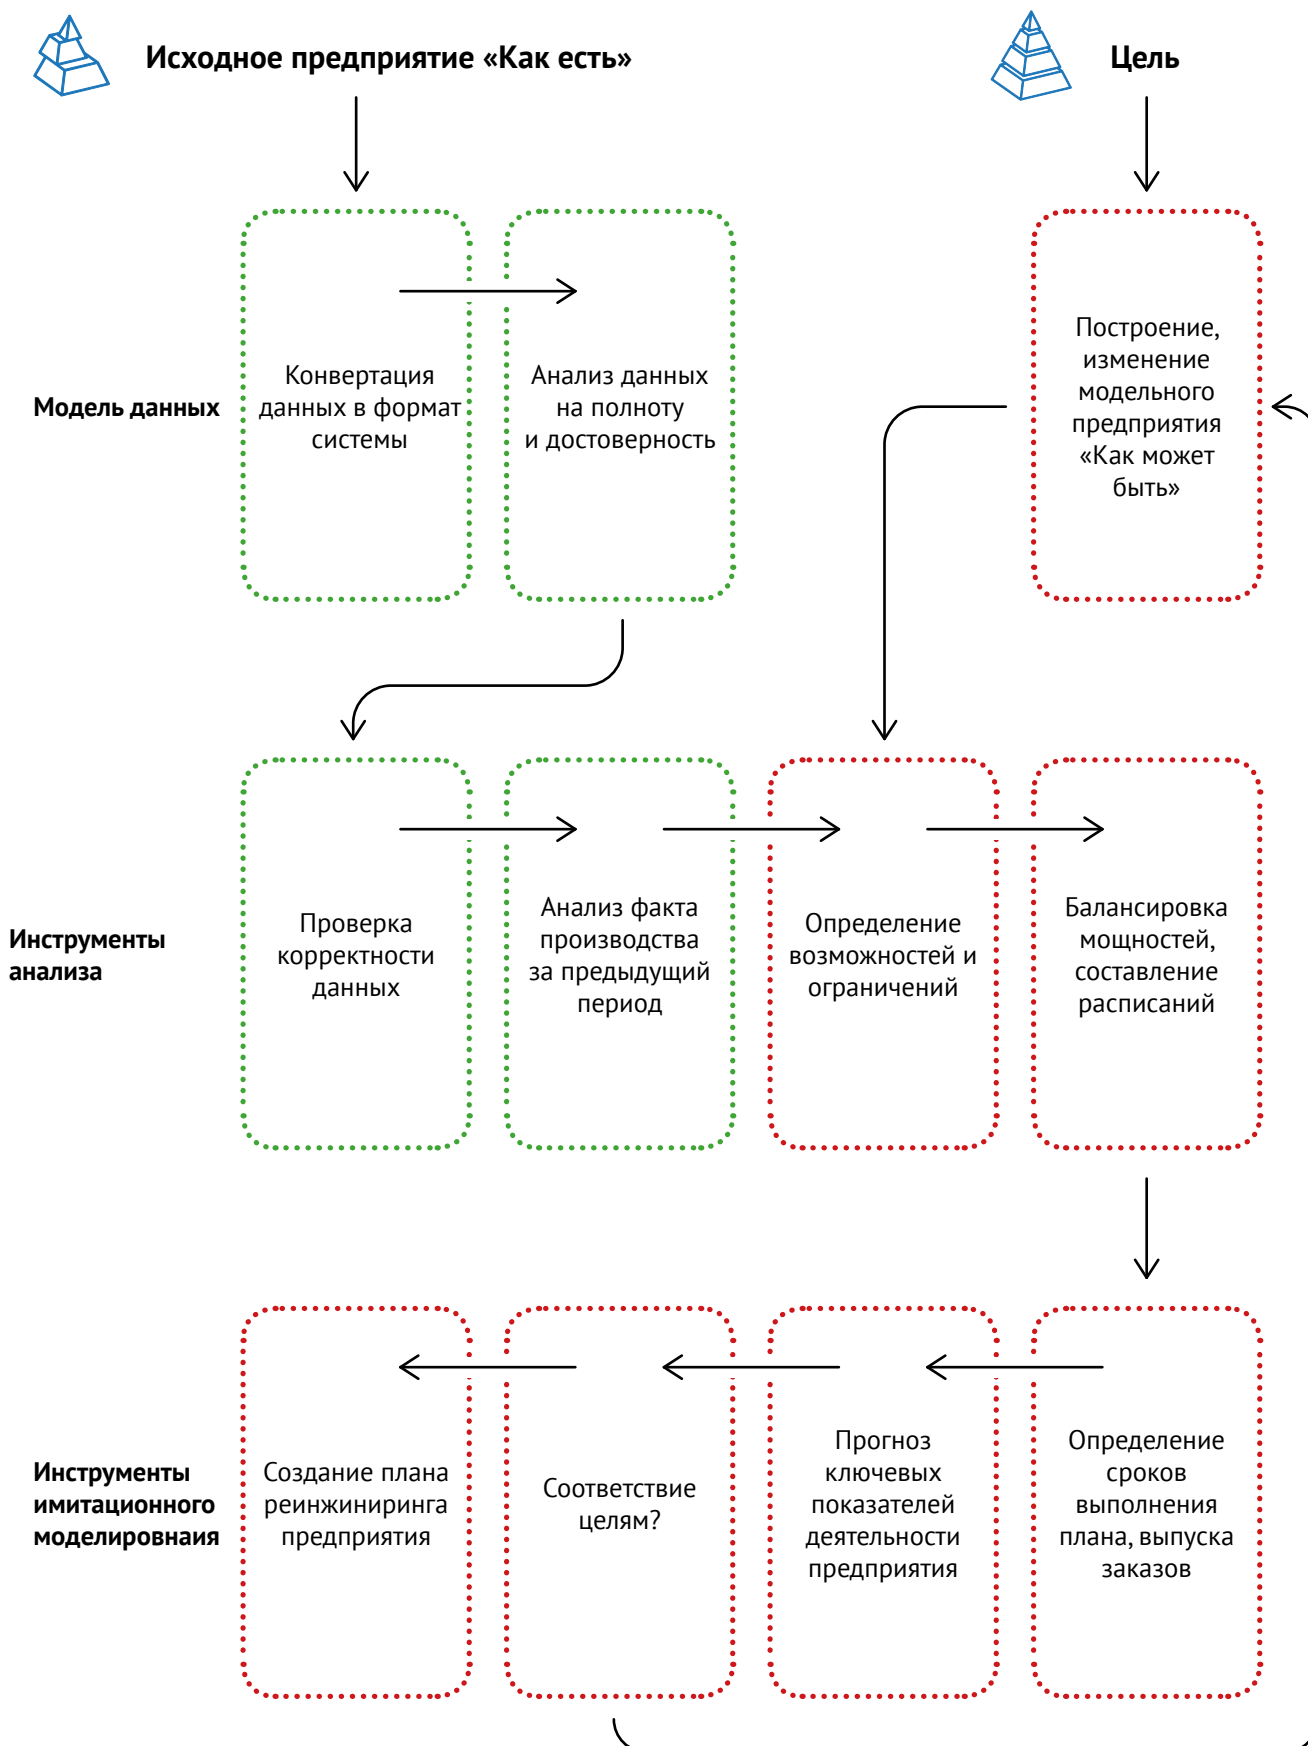 Исходное предприятие «Как есть»
Цель
Модель данных
Конвертация
данных в формат
системы
Анализ данных
на полноту
и достоверность
Построение,
изменение
модельного
предприятия
«Как может
быть»
Инструменты
анализа
Проверка
корректности
данных
Анализ факта
производства
за предыдущий
период
Определение
возможностей и
ограничений
Балансировка
мощностей,
составление
расписаний
Инструменты
имитационного
моделировнаия
Создание плана
реинжиниринга
предприятия
Соответствие
целям?
Прогноз
ключевых
показателей
деятельности
предприятия
Определение
сроков
выполнения
плана, выпуска
заказов